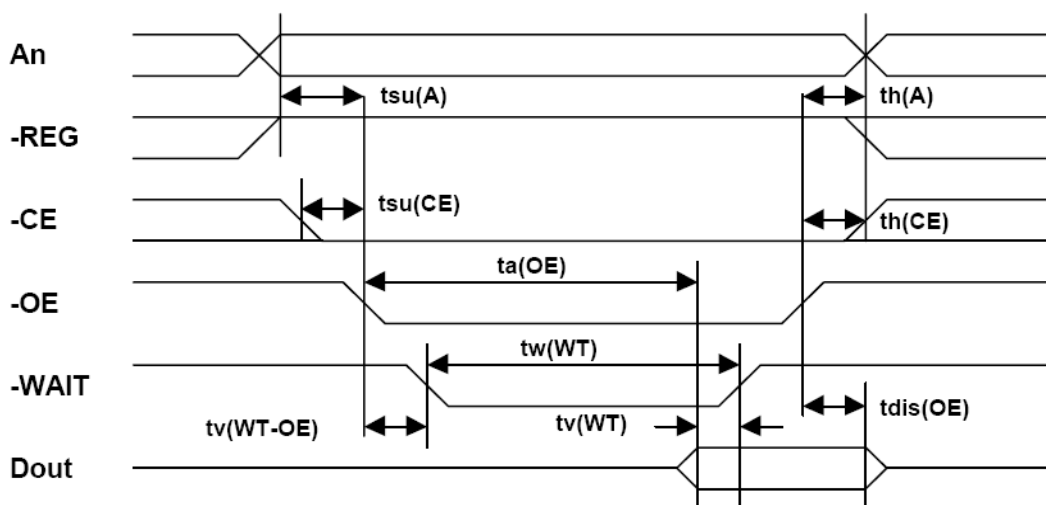 An
tsu(A)
th(A)
-REG
-CE
tsu(CE)
th(CE)
ta(OE)
-OE
tw(WT)
-WAIT
tv(WT-OE)
tv(WT)
tdis(OE)
Dout